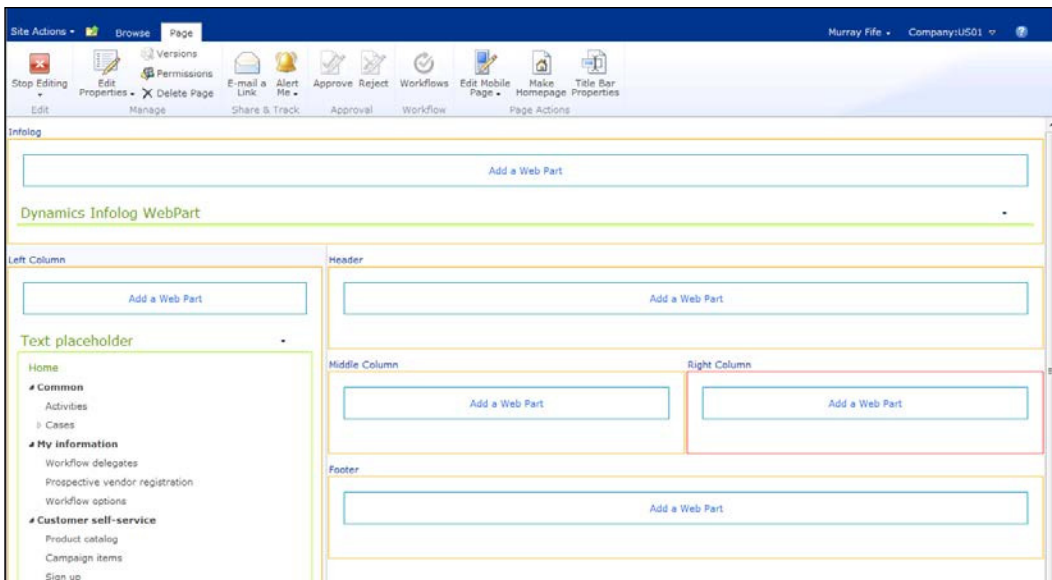 Site Actions Browse Page Murray Fife Company:US01
Stop Editing
Edit
Edit Properties
Versions
Permissions
Delete Page
Manage
E-mail a Link
Alert Me
Share & Track
Approve Reject
Approval
Workflows
Workflow
Edit Mobile Page
Make Homepage
Title Bar Properties
Page Actions
Infolog
Add a Web Part
Dynamics Infolog WebPart
Left Column
Add a Web Part
Text placeholder
Home
Common
Activities
Cases
My information
Workflow delegates
Prospective vendor registration
Workflow options
Customer self-service
Product catalog
Campaign items
Sign up
Header
Add a Web Part
Middle Column
Add a Web Part
Right Column
Add a Web Part
Footer
Add a Web Part